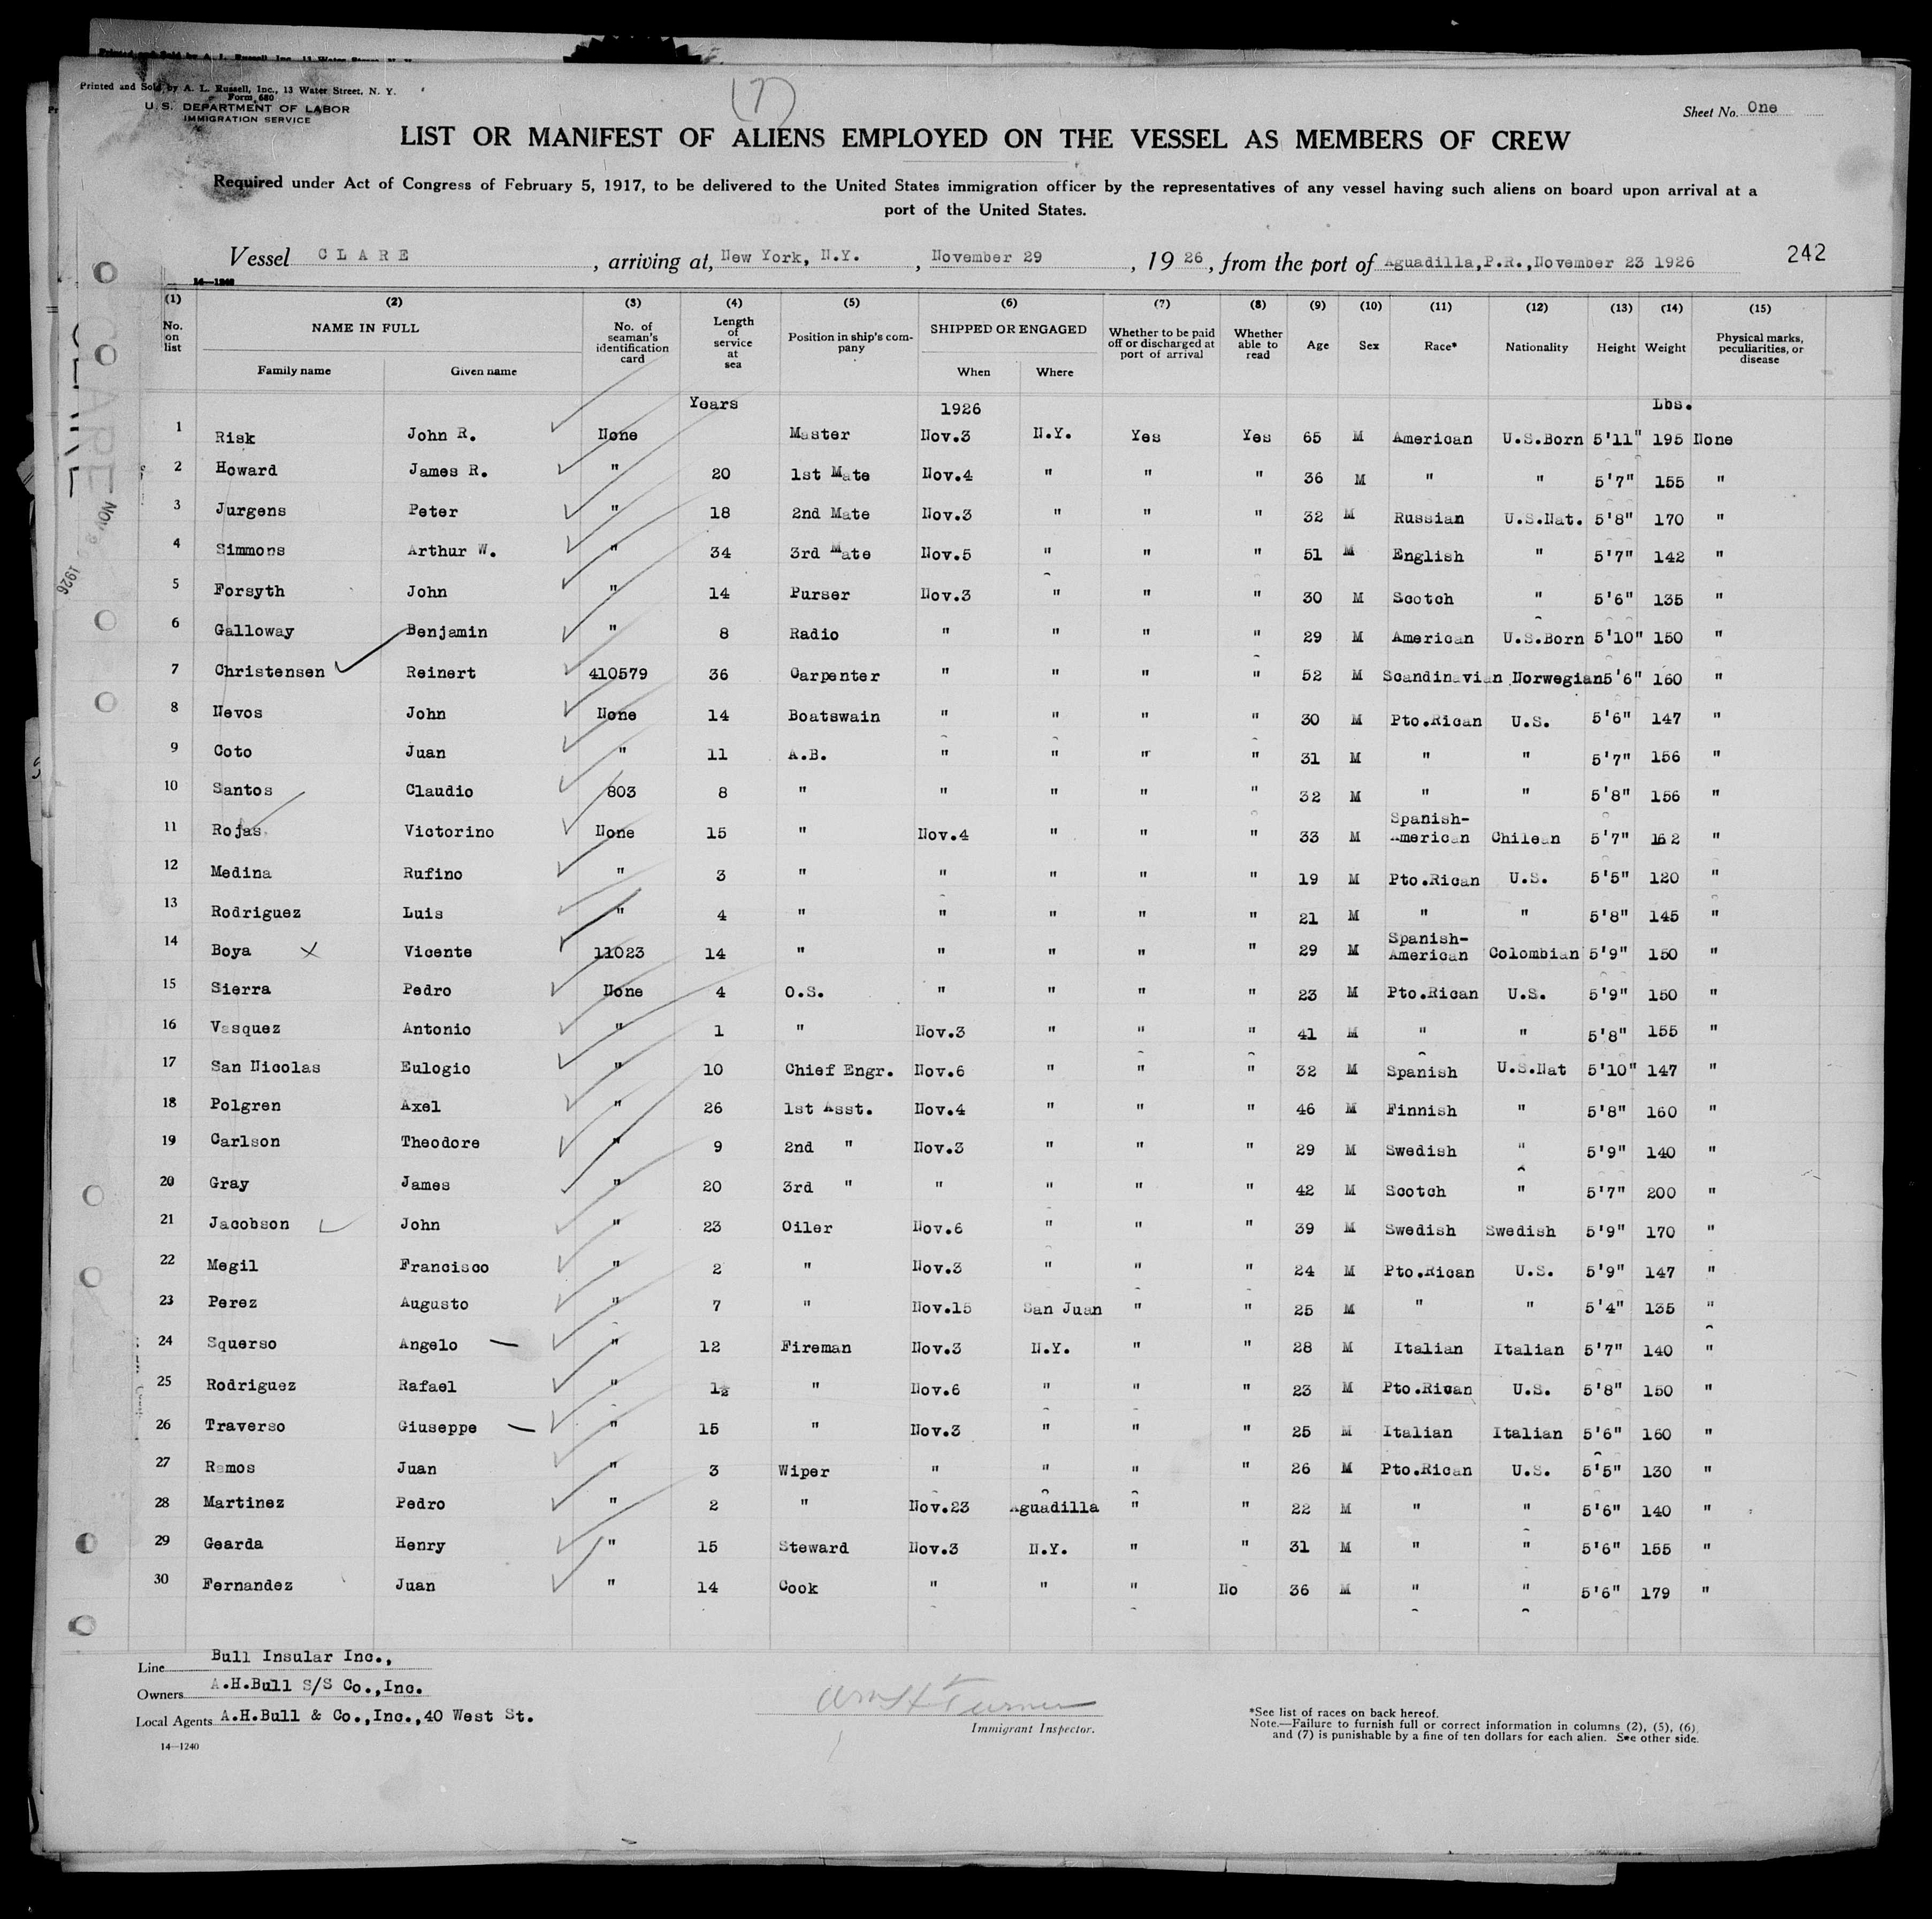 Printed and Sold by A. L. Russell, Inc., 13 Water Street, N. Y.
Form 680
U. S. DEPARTMENT OF LABOR
IMMIGRATION SERVICE
(7)
Sheet No. One
LIST OR MANIFEST OF ALIENS EMPLOYED ON THE VESSEL AS MEMBERS OF CREW
Required under Act of Congress of February 5, 1917, to be delivered to the United States immigration officer by the representatives of any vessel having such aliens on board upon arrival at a
port of the United States.
Vessel CLARE, arriving at, New York, N.Y., November 29, 1926, from the port of Aguadilla,P.R.,November 23 1926 242
14—1240
(1) (2) (3) (4) (5) (6) (7) (8) (9) (10) (11) (12) (13) (14) (15)
No. on list NAME IN FULL Family name Given name No. of seaman's identification card Length of service at sea Position in ship's company SHIPPED OR ENGAGED When Where Whether to be paid off or discharged at port of arrival Whether able to read Age Sex Race* Nationality Height Weight Physical marks, peculiarities, or disease
Years 1926 Lbs.
1 Risk John R. None Master Nov.3 N.Y. Yes Yes 65 M American U.S.Born 5'11" 195 None
2 Howard James R. " 20 1st Mate Nov.4 " " " 36 M " " 5'7" 155 "
3 Jurgens Peter " 18 2nd Mate Nov.3 " " " 32 M Russian U.S.Nat. 5'8" 170 "
4 Simmons Arthur W. " 34 3rd Mate Nov.5 " " " 51 M English " 5'7" 142 "
5 Forsyth John " 14 Purser Nov.3 " " " 30 M Scotch " 5'6" 135 "
6 Galloway Benjamin " 8 Radio " " " " 29 M American U.S.Born 5'10" 150 "
7 Christensen Reinert 410579 36 Carpenter " " " " 52 M Scandinavian Norwegian 5'6" 160 "
8 Nevos John None 14 Boatswain " " " " 30 M Pto.Rican U.S. 5'6" 147 "
9 Coto Juan " 11 A.B. " " " " 31 M " " 5'7" 156 "
10 Santos Claudio 803 8 " " " " " 32 M " " 5'8" 156 "
11 Rojas Victorino None 15 " Nov.4 " " " 33 M Spanish-American Chilean 5'7" 162 "
12 Medina Rufino " 3 " " " " " 19 M Pto.Rican U.S. 5'5" 120 "
13 Rodriguez Luis " 4 " " " " " 21 M " " 5'8" 145 "
14 Boya X Vicente 11023 14 " " " " " 29 M Spanish-American Colombian 5'9" 150 "
15 Sierra Pedro None 4 O.S. " " " " 23 M Pto.Rican U.S. 5'9" 150 "
16 Vasquez Antonio " 1 " Nov.3 " " " 41 M " " 5'8" 155 "
17 San Nicolas Eulogio " 10 Chief Engr. Nov.6 " " " 32 M Spanish U.S.Nat 5'10" 147 "
18 Polgren Axel " 26 1st Asst. Nov.4 " " " 46 M Finnish " 5'8" 160 "
19 Carlson Theodore " 9 2nd " Nov.3 " " " 29 M Swedish " 5'9" 140 "
20 Gray James " 20 3rd " " " " " 42 M Scotch " 5'7" 200 "
21 Jacobson John " 23 Oiler Nov.6 " " " 39 M Swedish Swedish 5'9" 170 "
22 Megil Francisco " 2 " Nov.3 " " " 24 M Pto.Rican U.S. 5'9" 147 "
23 Perez Augusto " 7 " Nov.15 San Juan " " 25 M " " 5'4" 135 "
24 Squerso Angelo " 12 Fireman Nov.3 N.Y. " " 28 M Italian Italian 5'7" 140 "
25 Rodriguez Rafael " " Nov.6 " " " 23 M Pto.Rican U.S. 5'8" 150 "
26 Traverso Giuseppe " 15 " Nov.3 " " " 25 M Italian Italian 5'6" 160 "
27 Ramos Juan " 3 Wiper " " " " 26 M Pto.Rican U.S. 5'5" 130 "
28 Martinez Pedro " 2 " Nov.23 Aguadilla " " 22 M " " 5'6" 140 "
29 Gearda Henry " 15 Steward Nov.3 N.Y. " " 31 M " " 5'6" 155 "
30 Fernandez Juan " 14 Cook " " " No 36 M " " 5'6" 179 "
Line Bull Insular Inc.,
Owners A.H.Bull S/S Co.,Inc.
Local Agents A.H.Bull & Co.,Inc.,40 West St.
14—1240
Immigrant Inspector.
*See list of races on back hereof.
Note.—Failure to furnish full or correct information in columns (2), (5), (6)
and (7) is punishable by a fine of ten dollars for each alien. See other side.